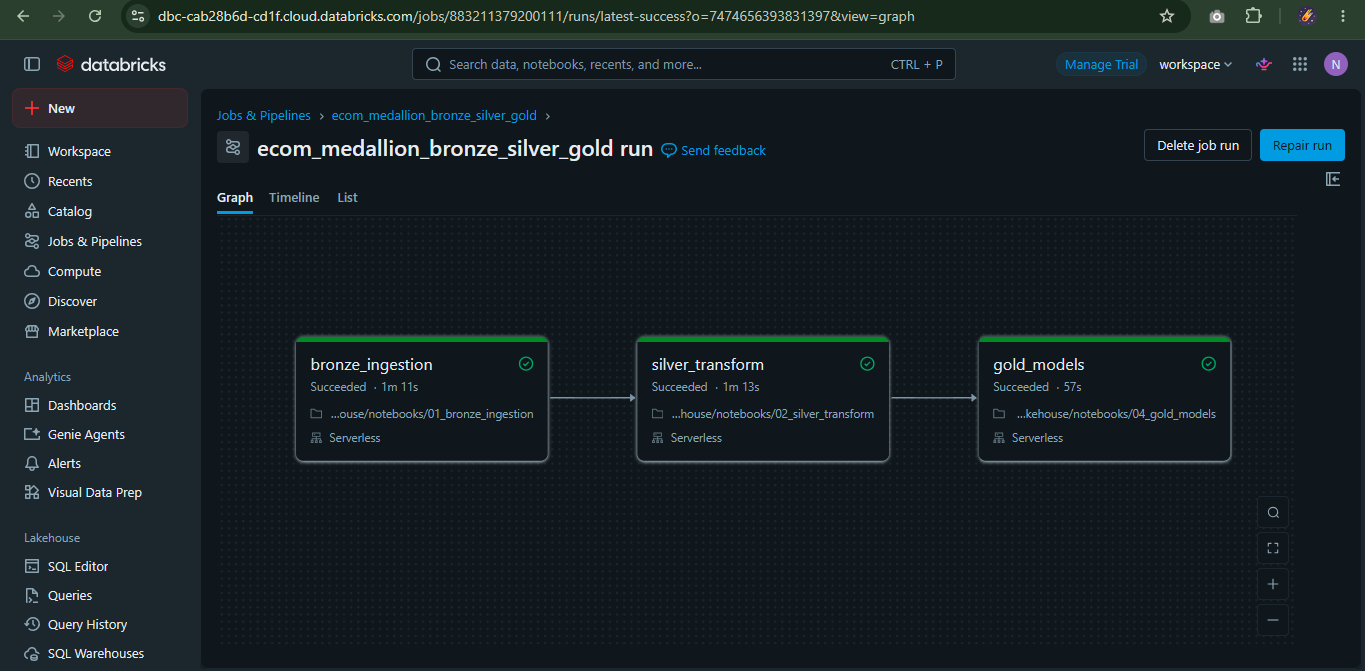 dbc-cab28b6d-cd1f.cloud.databricks.com/jobs/883211379200111/runs/latest-success?o=7474656393831397&view=graph
databricks
Search data, notebooks, recents, and more...
CTRL + P
Manage Trial
workspace
N
New
Workspace
Recents
Catalog
Jobs & Pipelines
Compute
Discover
Marketplace
Analytics
Dashboards
Genie Agents
Alerts
Visual Data Prep
Lakehouse
SQL Editor
Queries
Query History
SQL Warehouses
Jobs & Pipelines › ecom_medallion_bronze_silver_gold ›
ecom_medallion_bronze_silver_gold run
Send feedback
Delete job run
Repair run
Graph
Timeline
List
bronze_ingestion
Succeeded · 1m 11s
...ouse/notebooks/01_bronze_ingestion
Serverless
silver_transform
Succeeded · 1m 13s
...house/notebooks/02_silver_transform
Serverless
gold_models
Succeeded · 57s
...kehouse/notebooks/04_gold_models
Serverless